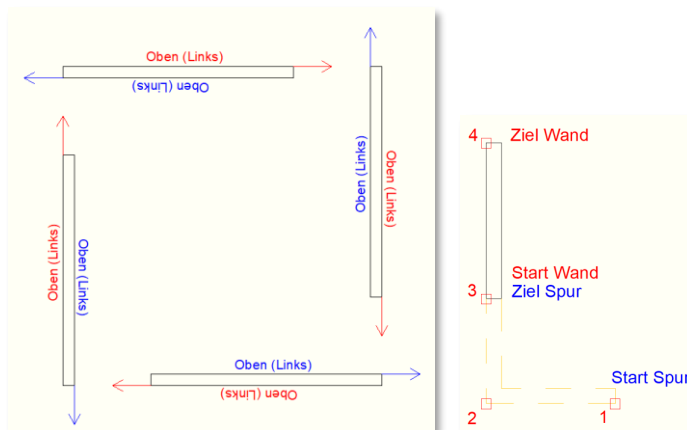 Oben (Links)
Oben (Links)
Oben (Links)
Oben (Links)
Oben (Links)
Oben (Links)
Oben (Links)
Oben (Links)
4
Ziel Wand
Start Wand
3
Ziel Spur
Start Spur
2
1